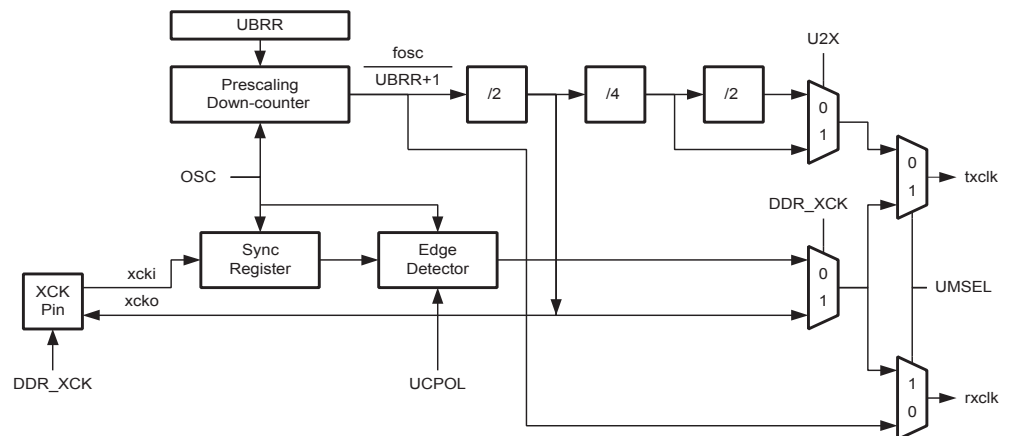 UBRR
Prescaling
Down-counter
fosc
UBRR+1
/2
/4
/2
U2X
0
1
OSC
0
1
txclk
DDR_XCK
Sync
Register
Edge
Detector
xcki
xcko
XCK
Pin
0
1
UMSEL
DDR_XCK
UCPOL
1
0
rxclk